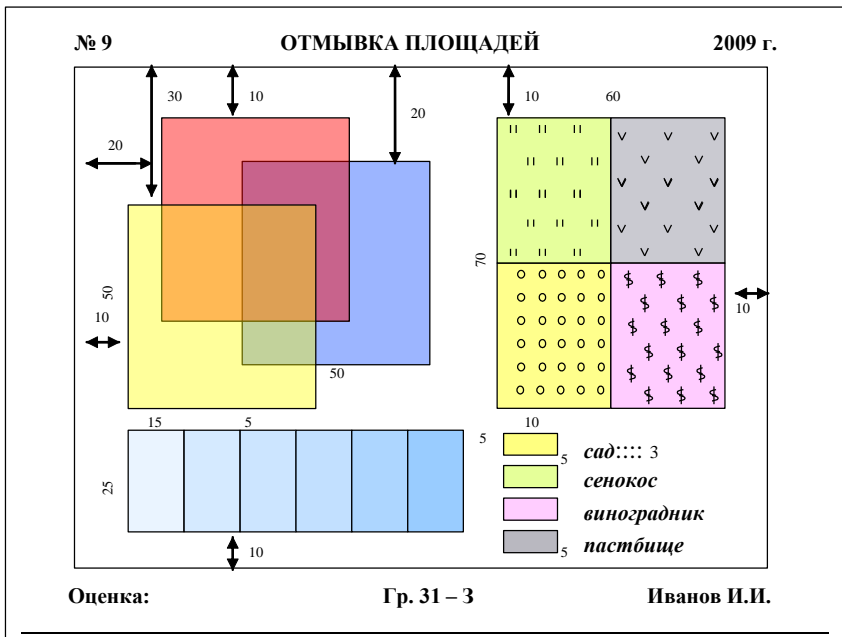 № 9 ОТМЫВКА ПЛОЩАДЕЙ 2009 г.
30 10 20 10 60
20
50 70
10 50 10
15 5 10
5 5 сад:::: 3
сенокос
25
виноградник
10 5 пастбище
Оценка: Гр. 31 – З Иванов И.И.